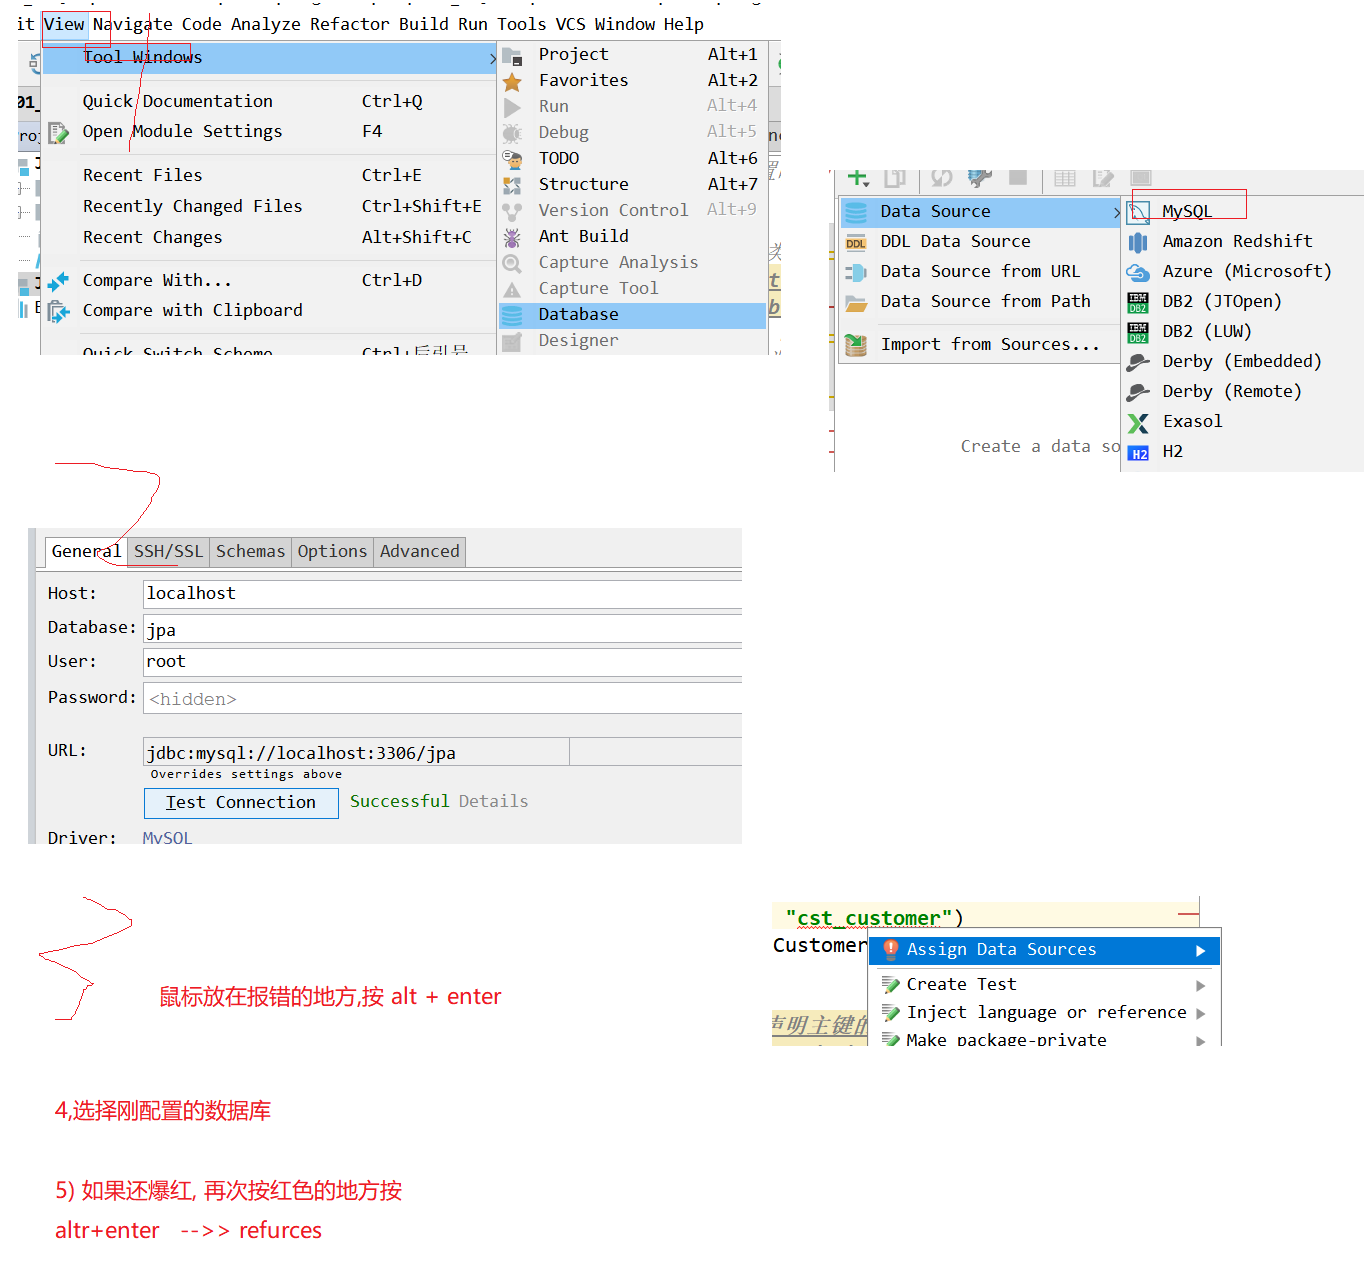 it View Navigate Code Analyze Refactor Build Run Tools VCS Window Help
Tool Windows
Quick Documentation Ctrl+Q
Open Module Settings F4
Recent Files Ctrl+E
Recently Changed Files Ctrl+Shift+E
Recent Changes Alt+Shift+C
Compare With... Ctrl+D
Compare with Clipboard
Quick Switch Scheme Ctrl+后引号
Project Alt+1
Favorites Alt+2
Run Alt+4
Debug Alt+5
TODO Alt+6
Structure Alt+7
Version Control Alt+9
Ant Build
Capture Analysis
Capture Tool
Database
Designer
01_
Data Source
DDL Data Source
Data Source from URL
Data Source from Path
Import from Sources...
Create a data so
MySQL
Amazon Redshift
Azure (Microsoft)
DB2 (JTOpen)
DB2 (LUW)
Derby (Embedded)
Derby (Remote)
Exasol
H2
General SSH/SSL Schemas Options Advanced
Host: localhost
Database: jpa
User: root
Password: <hidden>
URL: jdbc:mysql://localhost:3306/jpa
Overrides settings above
Test Connection Successful Details
Driver: MySQL
"cst_customer")
Customer
Assign Data Sources
Create Test
Inject language or reference
声明主键的
Make package-private
鼠标放在报错的地方,按 alt + enter
4,选择刚配置的数据库
5) 如果还爆红, 再次按红色的地方按
altr+enter -->> refurces